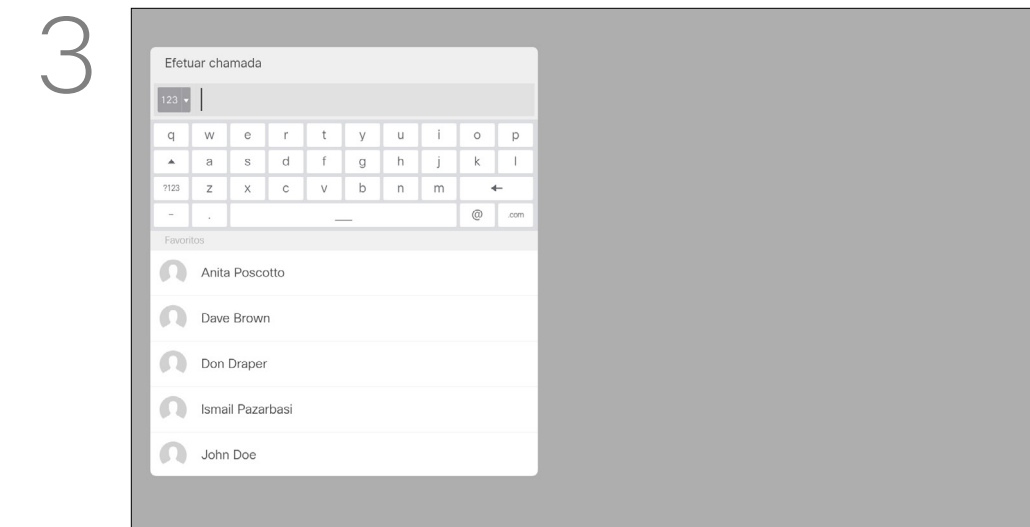 3
Efetuar chamada
123
q w e r t y u i o p
a s d f g h j k l
?123 z x c v b n m
- . @ .com
Favoritos
Anita Poscotto
Dave Brown
Don Draper
Ismail Pazarbasi
John Doe